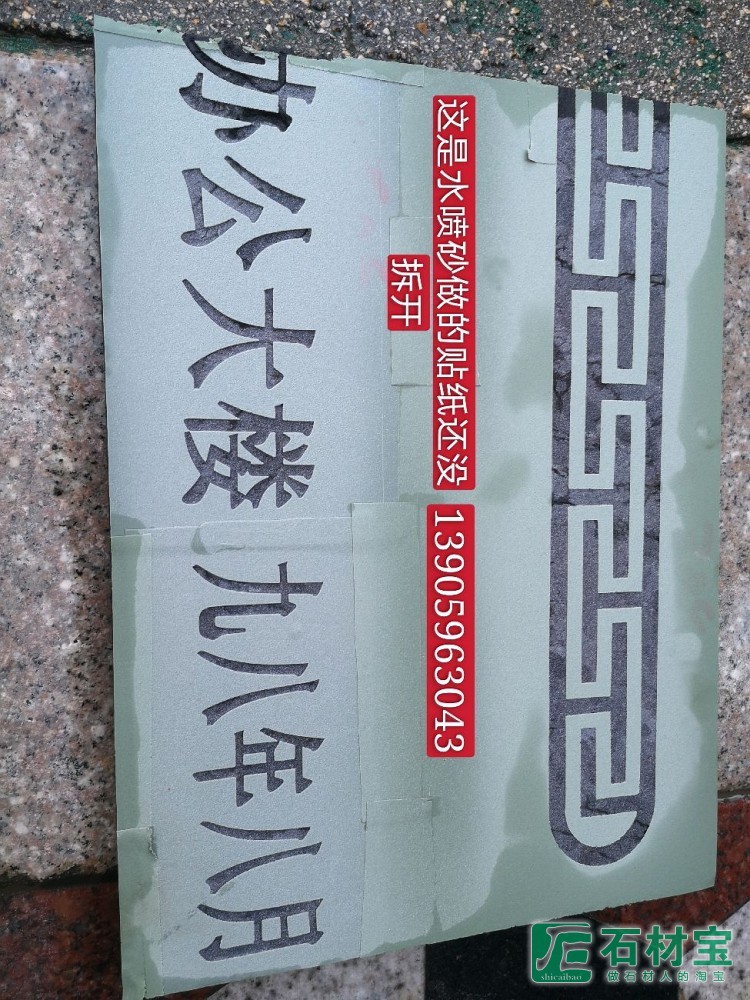 办公大楼
九八年八月
这是水喷砂做的贴纸还没
拆开
13905963043
石材宝
shicaibao
做石材人的淘宝